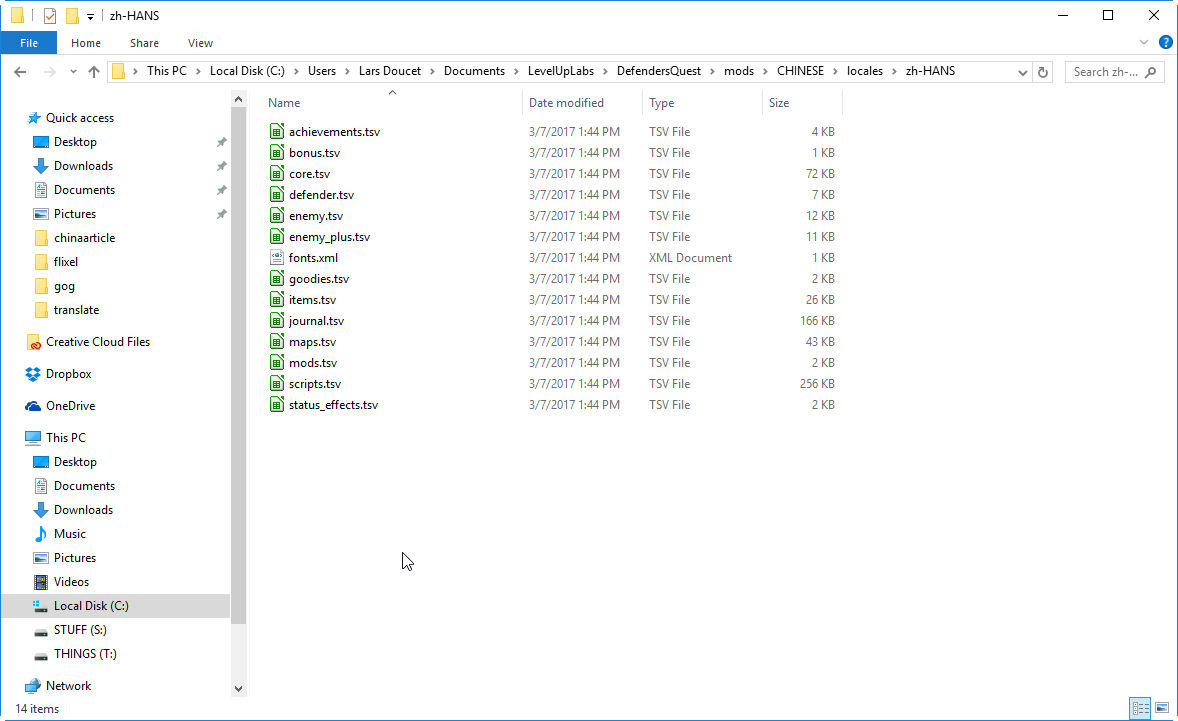 zh-HANS
File Home Share View
This PC Local Disk (C:) Users Lars Doucet Documents LevelUpLabs DefendersQuest mods CHINESE locales zh-HANS Search zh-...
Quick access
Desktop
Downloads
Documents
Pictures
chinaarticle
flixel
gog
translate
Creative Cloud Files
Dropbox
OneDrive
This PC
Desktop
Documents
Downloads
Music
Pictures
Videos
Local Disk (C:)
STUFF (S:)
THINGS (T:)
Network
Name Date modified Type Size
achievements.tsv 3/7/2017 1:44 PM TSV File 4 KB
bonus.tsv 3/7/2017 1:44 PM TSV File 1 KB
core.tsv 3/7/2017 1:44 PM TSV File 72 KB
defender.tsv 3/7/2017 1:44 PM TSV File 7 KB
enemy.tsv 3/7/2017 1:44 PM TSV File 12 KB
enemy_plus.tsv 3/7/2017 1:44 PM TSV File 11 KB
fonts.xml 3/7/2017 1:44 PM XML Document 1 KB
goodies.tsv 3/7/2017 1:44 PM TSV File 2 KB
items.tsv 3/7/2017 1:44 PM TSV File 26 KB
journal.tsv 3/7/2017 1:44 PM TSV File 166 KB
maps.tsv 3/7/2017 1:44 PM TSV File 43 KB
mods.tsv 3/7/2017 1:44 PM TSV File 2 KB
scripts.tsv 3/7/2017 1:44 PM TSV File 256 KB
status_effects.tsv 3/7/2017 1:44 PM TSV File 2 KB
14 items